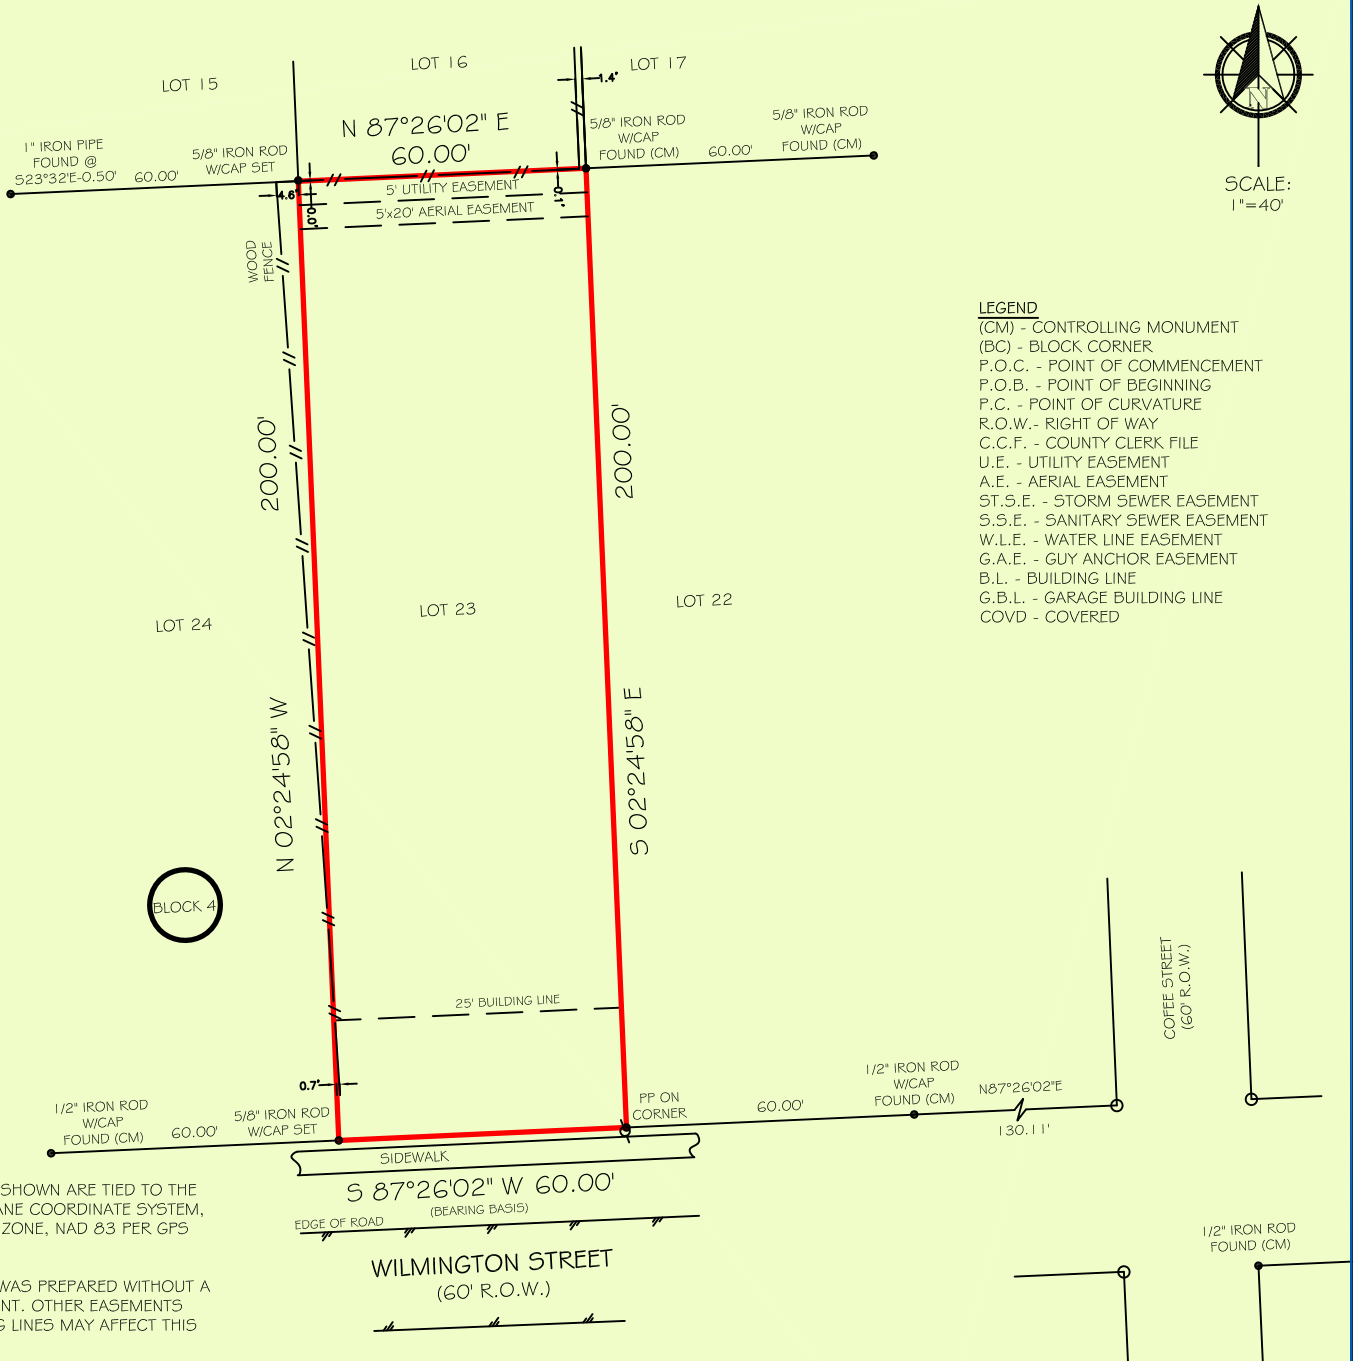 LOT 15
LOT 16
LOT 17
1.4'
N 87°26'02" E
60.00'
1" IRON PIPE
FOUND @
S23°32'E-0.50'
60.00'
5/8" IRON ROD
W/CAP SET
5/8" IRON ROD
W/CAP
FOUND (CM)
60.00'
5/8" IRON ROD
W/CAP
FOUND (CM)
N
SCALE:
1"=40'
4.6'
0.0'
5' UTILITY EASEMENT
0.1'
5'x20' AERIAL EASEMENT
WOOD
FENCE
LEGEND
(CM) - CONTROLLING MONUMENT
(BC) - BLOCK CORNER
P.O.C. - POINT OF COMMENCEMENT
P.O.B. - POINT OF BEGINNING
P.C. - POINT OF CURVATURE
R.O.W.- RIGHT OF WAY
C.C.F. - COUNTY CLERK FILE
U.E. - UTILITY EASEMENT
A.E. - AERIAL EASEMENT
ST.S.E. - STORM SEWER EASEMENT
S.S.E. - SANITARY SEWER EASEMENT
W.L.E. - WATER LINE EASEMENT
G.A.E. - GUY ANCHOR EASEMENT
B.L. - BUILDING LINE
G.B.L. - GARAGE BUILDING LINE
COVD - COVERED
200.00'
200.00'
LOT 24
LOT 23
LOT 22
N 02°24'58" W
S 02°24'58" E
BLOCK 4
COFEE STREET
(60' R.O.W.)
25' BUILDING LINE
0.7'
1/2" IRON ROD
W/CAP
FOUND (CM)
60.00'
5/8" IRON ROD
W/CAP SET
PP ON
CORNER
60.00'
1/2" IRON ROD
W/CAP
FOUND (CM)
N87°26'02"E
130.11'
SIDEWALK
S 87°26'02" W 60.00'
(BEARING BASIS)
EDGE OF ROAD
WILMINGTON STREET
(60' R.O.W.)
1/2" IRON ROD
FOUND (CM)
SHOWN ARE TIED TO THE
ANE COORDINATE SYSTEM,
ZONE, NAD 83 PER GPS
WAS PREPARED WITHOUT A
NT. OTHER EASEMENTS
G LINES MAY AFFECT THIS